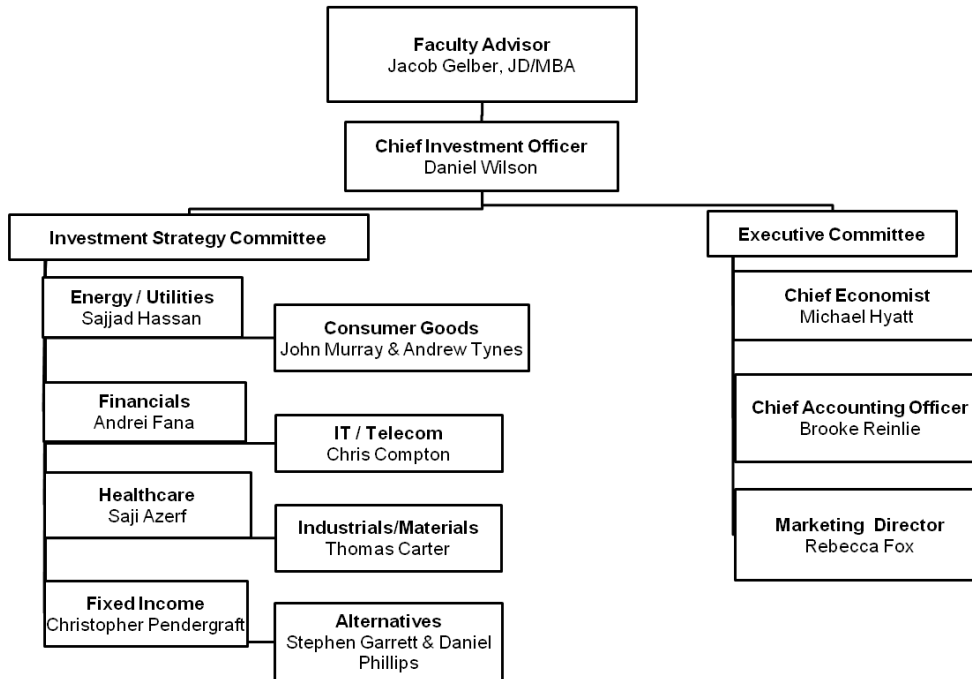 Faculty Advisor
Jacob Gelber, JD/MBA
Chief Investment Officer
Daniel Wilson
Investment Strategy Committee
Executive Committee
Energy / Utilities
Sajjad Hassan
Consumer Goods
John Murray & Andrew Tynes
Financials
Andrei Fana
IT / Telecom
Chris Compton
Healthcare
Saji Azerf
Industrials/Materials
Thomas Carter
Fixed Income
Christopher Pendergraft
Alternatives
Stephen Garrett & Daniel
Phillips
Chief Economist
Michael Hyatt
Chief Accounting Officer
Brooke Reinlie
Marketing Director
Rebecca Fox